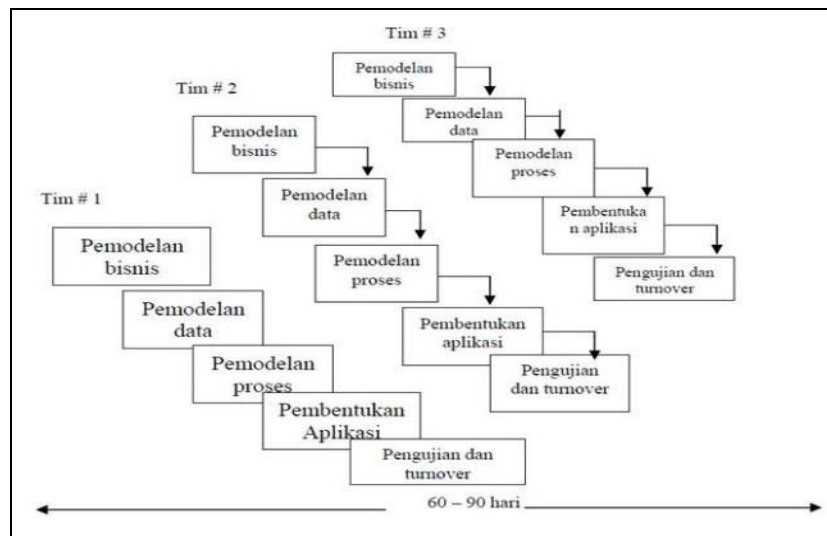 Tim # 3
Pemodelan
bisnis
Pemodelan
data
Pemodelan
proses
Pembentuka
n aplikasi
Pengujian dan
turnover
Tim # 2
Pemodelan
bisnis
Pemodelan
data
Pemodelan
proses
Pembentukan
aplikasi
Pengujian
dan turnover
Tim # 1
Pemodelan
bisnis
Pemodelan
data
Pemodelan
proses
Pembentukan
Aplikasi
Pengujian dan
turnover
60 – 90 hari